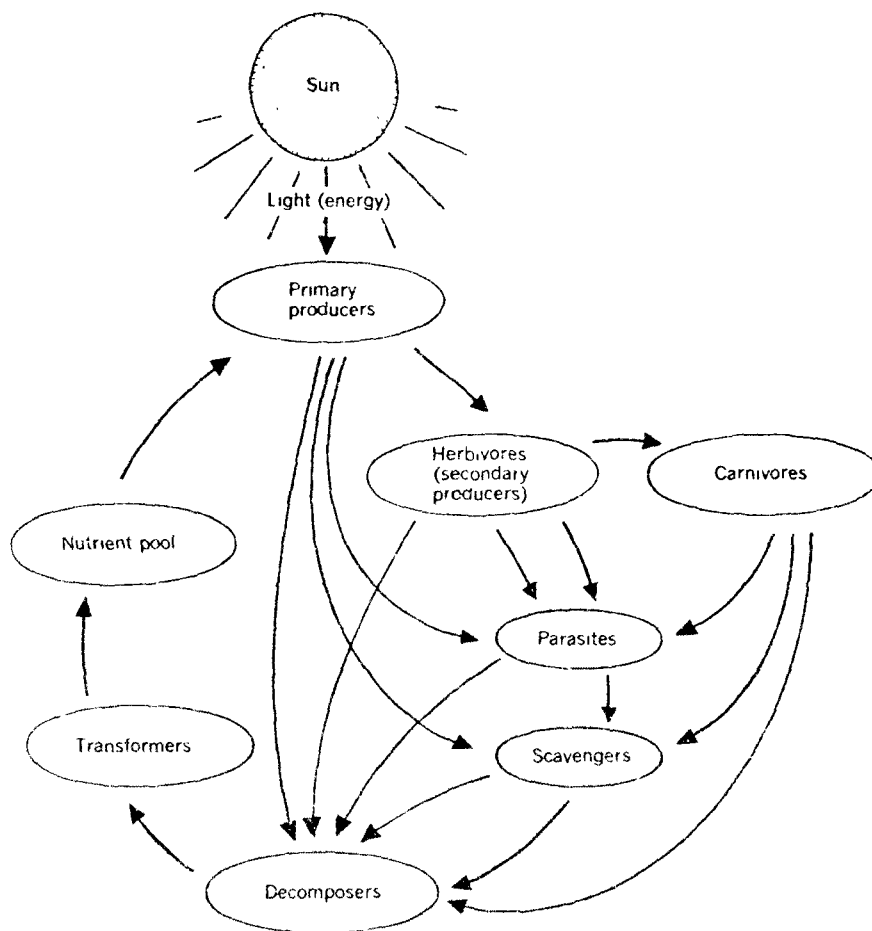 Sun
Light (energy)
Primary
producers
Herbivores
(secondary
producers)
Carnivores
Nutrient pool
Parasites
Transformers
Scavengers
Decomposers